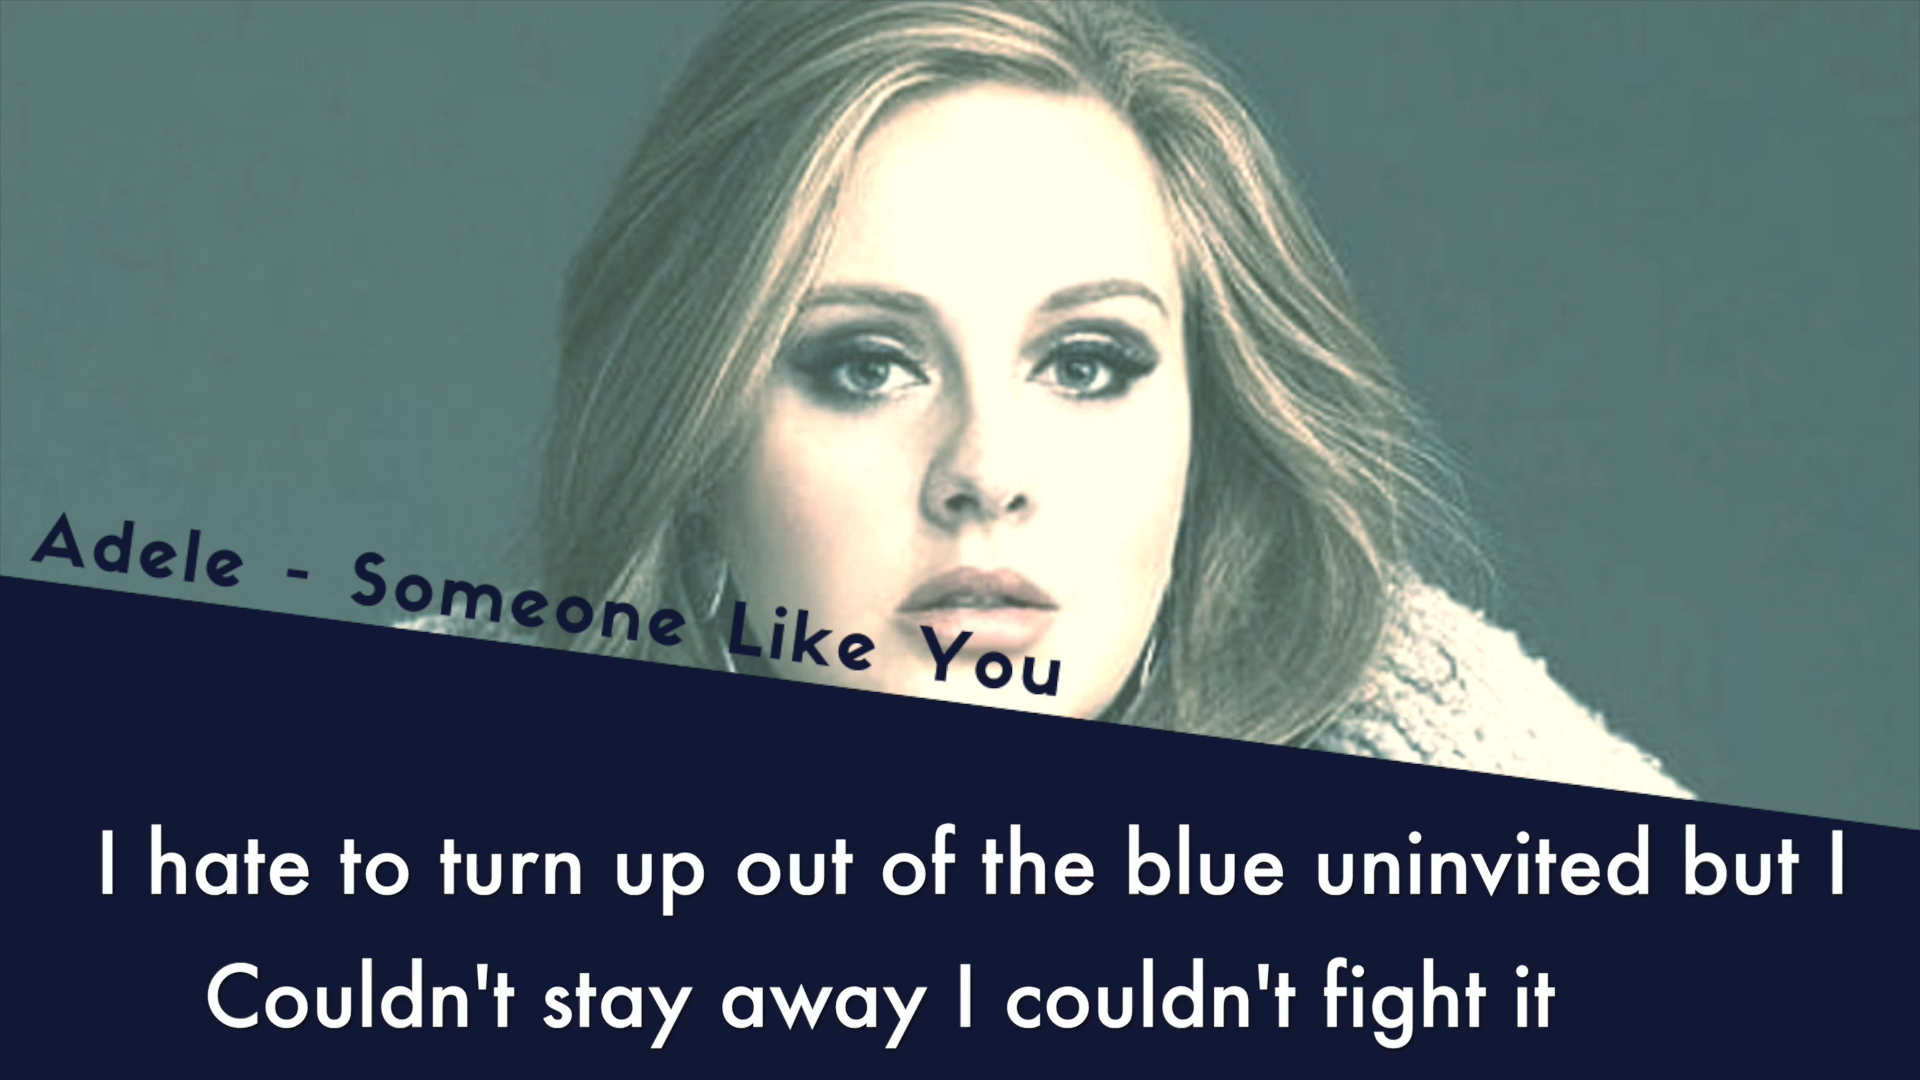 Adele - Someone Like You
I hate to turn up out of the blue uninvited but I
Couldn't stay away I couldn't fight it